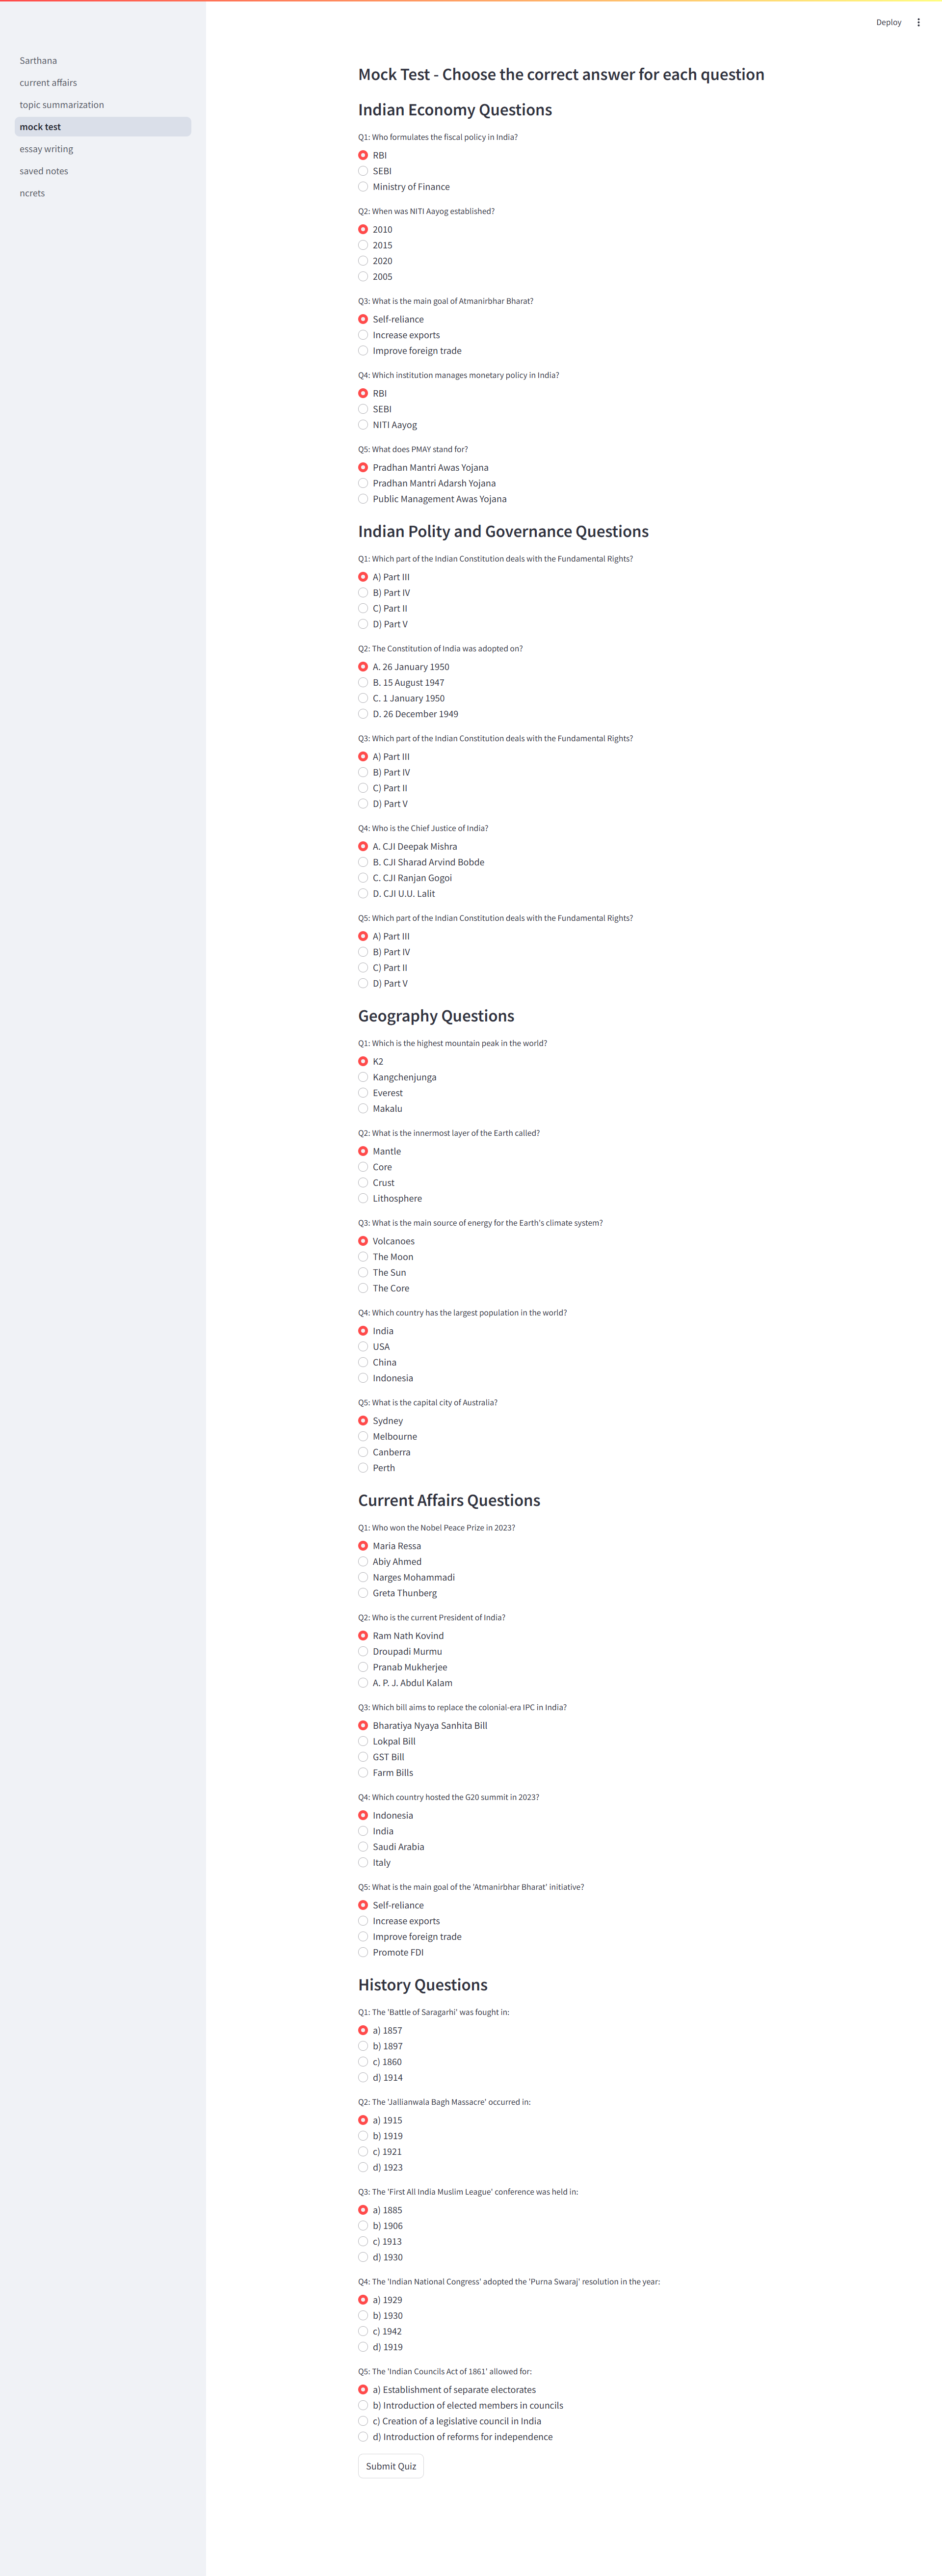 Deploy
Sarthana
current affairs
topic summarization
mock test
essay writing
saved notes
ncrets
Mock Test - Choose the correct answer for each question
Indian Economy Questions
Q1: Who formulates the fiscal policy in India?
RBI
SEBI
Ministry of Finance
Q2: When was NITI Aayog established?
2010
2015
2020
2005
Q3: What is the main goal of Atmanirbhar Bharat?
Self-reliance
Increase exports
Improve foreign trade
Q4: Which institution manages monetary policy in India?
RBI
SEBI
NITI Aayog
Q5: What does PMAY stand for?
Pradhan Mantri Awas Yojana
Pradhan Mantri Adarsh Yojana
Public Management Awas Yojana
Indian Polity and Governance Questions
Q1: Which part of the Indian Constitution deals with the Fundamental Rights?
A) Part III
B) Part IV
C) Part II
D) Part V
Q2: The Constitution of India was adopted on?
A. 26 January 1950
B. 15 August 1947
C. 1 January 1950
D. 26 December 1949
Q3: Which part of the Indian Constitution deals with the Fundamental Rights?
A) Part III
B) Part IV
C) Part II
D) Part V
Q4: Who is the Chief Justice of India?
A. CJI Deepak Mishra
B. CJI Sharad Arvind Bobde
C. CJI Ranjan Gogoi
D. CJI U.U. Lalit
Q5: Which part of the Indian Constitution deals with the Fundamental Rights?
A) Part III
B) Part IV
C) Part II
D) Part V
Geography Questions
Q1: Which is the highest mountain peak in the world?
K2
Kangchenjunga
Everest
Makalu
Q2: What is the innermost layer of the Earth called?
Mantle
Core
Crust
Lithosphere
Q3: What is the main source of energy for the Earth's climate system?
Volcanoes
The Moon
The Sun
The Core
Q4: Which country has the largest population in the world?
India
USA
China
Indonesia
Q5: What is the capital city of Australia?
Sydney
Melbourne
Canberra
Perth
Current Affairs Questions
Q1: Who won the Nobel Peace Prize in 2023?
Maria Ressa
Abiy Ahmed
Narges Mohammadi
Greta Thunberg
Q2: Who is the current President of India?
Ram Nath Kovind
Droupadi Murmu
Pranab Mukherjee
A. P. J. Abdul Kalam
Q3: Which bill aims to replace the colonial-era IPC in India?
Bharatiya Nyaya Sanhita Bill
Lokpal Bill
GST Bill
Farm Bills
Q4: Which country hosted the G20 summit in 2023?
Indonesia
India
Saudi Arabia
Italy
Q5: What is the main goal of the 'Atmanirbhar Bharat' initiative?
Self-reliance
Increase exports
Improve foreign trade
Promote FDI
History Questions
Q1: The 'Battle of Saragarhi' was fought in:
a) 1857
b) 1897
c) 1860
d) 1914
Q2: The 'Jallianwala Bagh Massacre' occurred in:
a) 1915
b) 1919
c) 1921
d) 1923
Q3: The 'First All India Muslim League' conference was held in:
a) 1885
b) 1906
c) 1913
d) 1930
Q4: The 'Indian National Congress' adopted the 'Purna Swaraj' resolution in the year:
a) 1929
b) 1930
c) 1942
d) 1919
Q5: The 'Indian Councils Act of 1861' allowed for:
a) Establishment of separate electorates
b) Introduction of elected members in councils
c) Creation of a legislative council in India
d) Introduction of reforms for independence
Submit Quiz